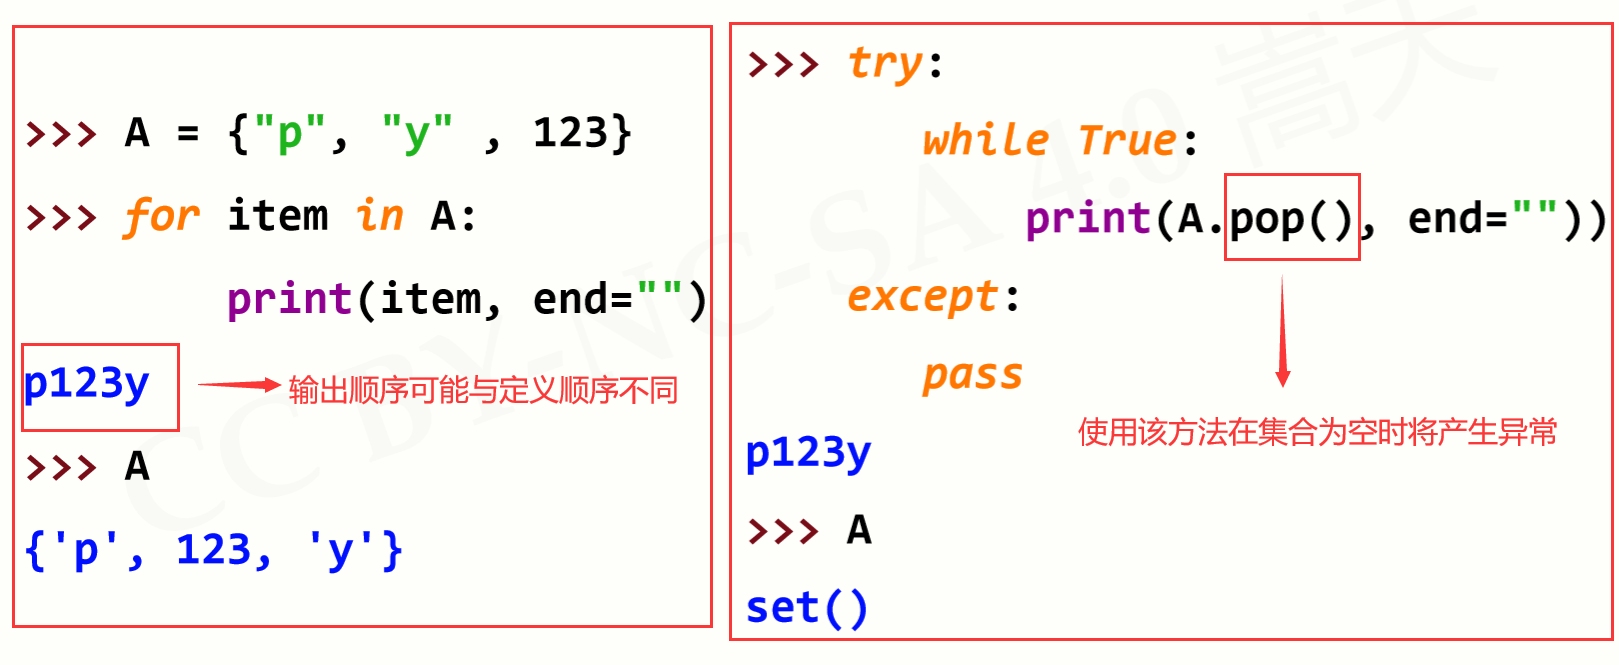 >>> A = {"p", "y" , 123}
>>> for item in A:
print(item, end="")
p123y
输出顺序可能与定义顺序不同
>>> A
{'p', 123, 'y'}
>>> try:
while True:
print(A.pop(), end=""))
except:
pass
使用该方法在集合为空时将产生异常
p123y
>>> A
set()
CC BY-NC-SA 4.0 嵩天